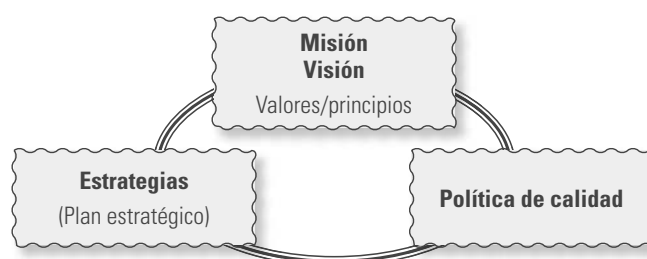 Misión
Visión
Valores/principios
Estrategias
(Plan estratégico)
Política de calidad